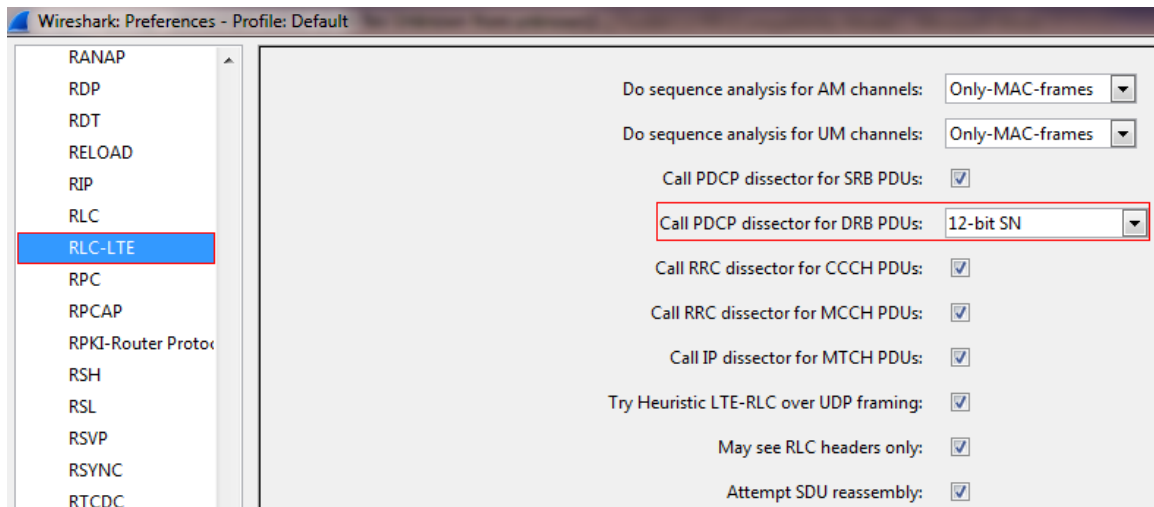 Wireshark: Preferences - Profile: Default
RANAP
RDP
RDT
RELOAD
RIP
RLC
RLC-LTE
RPC
RPCAP
RPKI-Router Protoc
RSH
RSL
RSVP
RSYNC
RTCDC
Do sequence analysis for AM channels: Only-MAC-frames
Do sequence analysis for UM channels: Only-MAC-frames
Call PDCP dissector for SRB PDUs:
Call PDCP dissector for DRB PDUs: 12-bit SN
Call RRC dissector for CCCH PDUs:
Call RRC dissector for MCCH PDUs:
Call IP dissector for MTCH PDUs:
Try Heuristic LTE-RLC over UDP framing:
May see RLC headers only:
Attempt SDU reassembly: